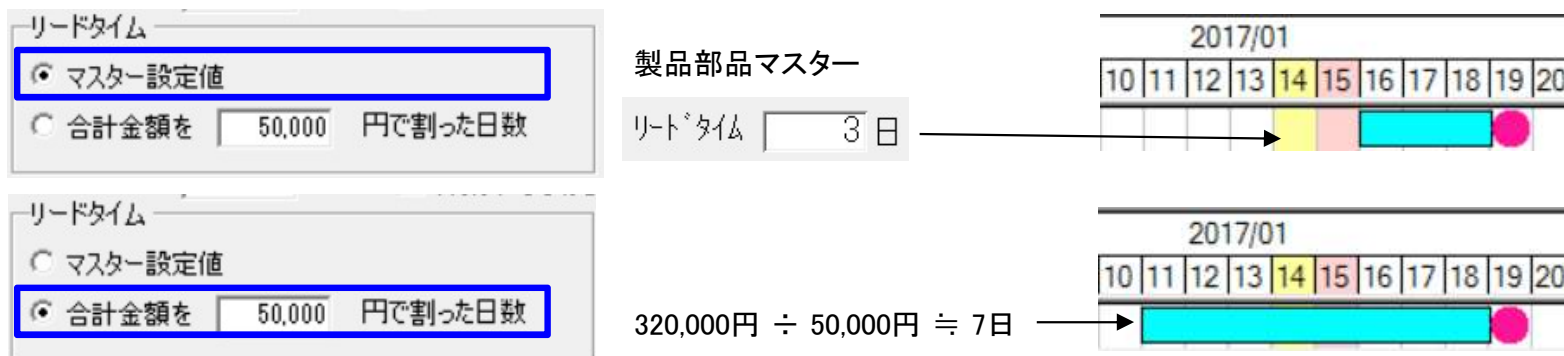 リードタイム
マスター設定値
合計金額を 50,000 円で割った日数
製品部品マスター
リードタイム 3 日
2017/01
10 11 12 13 14 15 16 17 18 19 20
リードタイム
マスター設定値
合計金額を 50,000 円で割った日数
320,000円 ÷ 50,000円 ≒ 7日
2017/01
10 11 12 13 14 15 16 17 18 19 20